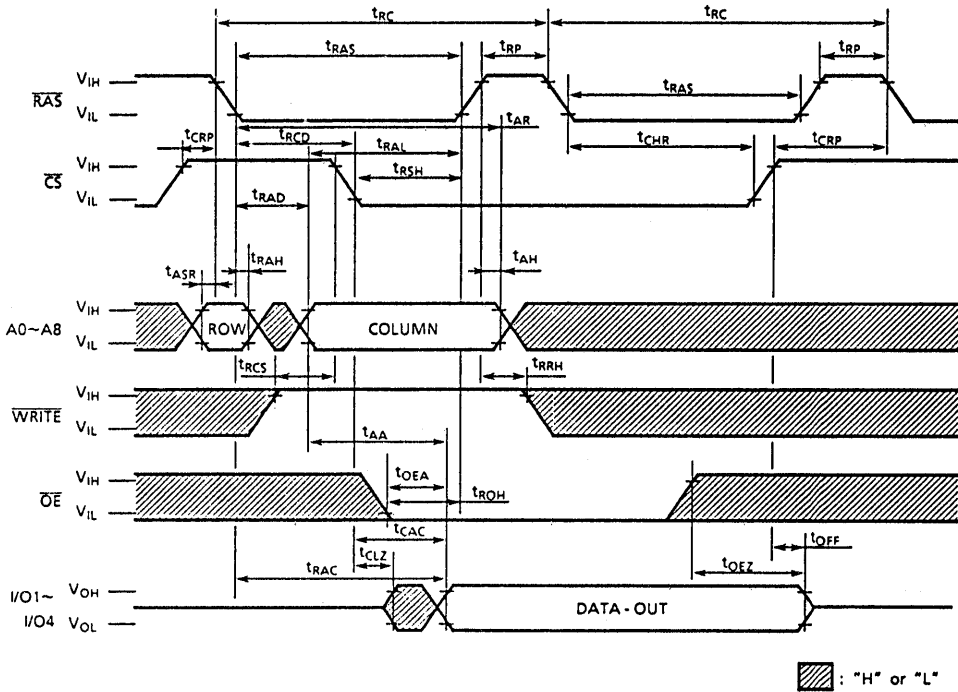 tRC tRC
tRAS tRP tRP
RAS VIH
VIL
tRAS
tAR
tCRP tRCD tRAL tCHR tCRP
CS VIH
VIL
tRSH
tRAD
tASR tRAH tAH
A0~A8 VIH
VIL
ROW COLUMN
tRCS tRRH
WRITE VIH
VIL
tAA
OE VIH
VIL
tOEA
tROH
tCAC tOFF
tCLZ tOEZ
tRAC
I/O1~
I/O4
VOH
VOL
DATA-OUT
: "H" or "L"